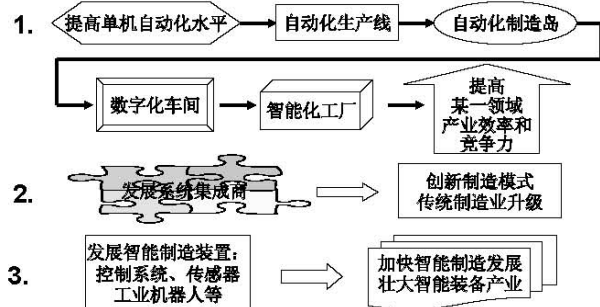 1. 提高单机自动化水平 自动化生产线 自动化制造岛
数字化车间 智能化工厂 提高
某一领域
产业效率和
竞争力
2. 发展系统集成商 创新制造模式
传统制造业升级
3. 发展智能制造装置：
控制系统、传感器
工业机器人等
加快智能制造发展
壮大智能装备产业